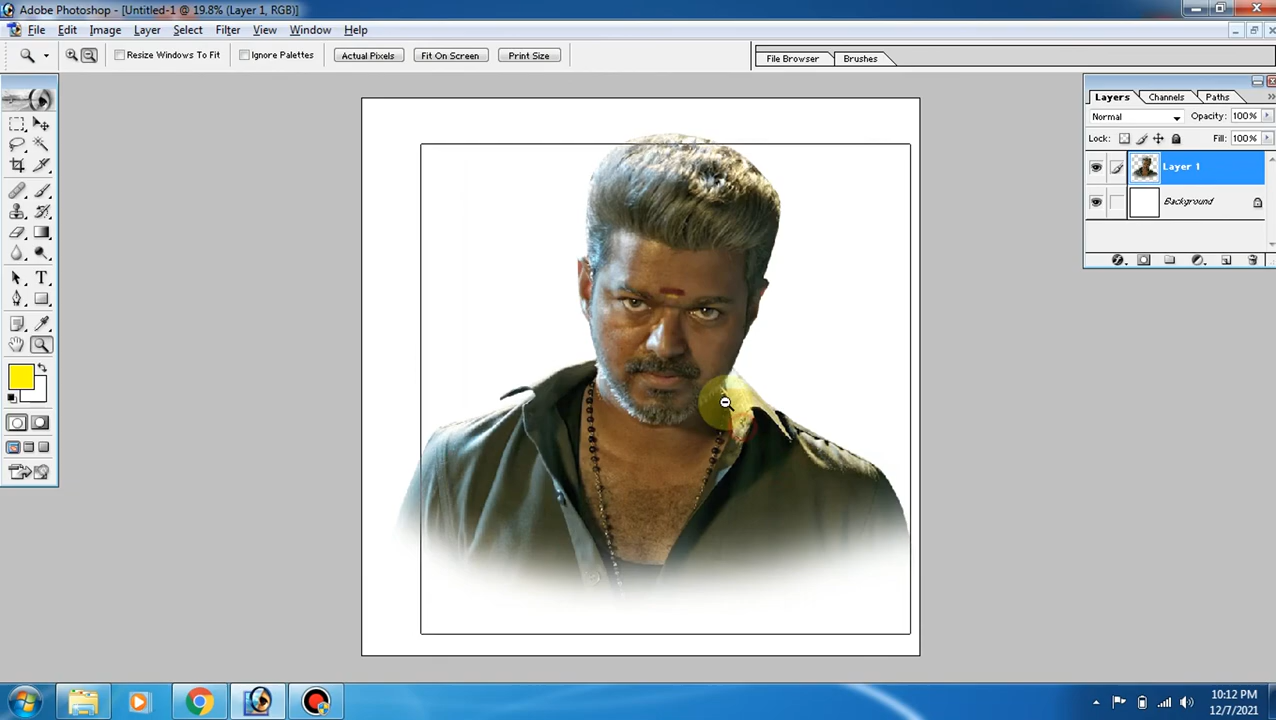 Adobe Photoshop - [Untitled-1 @ 19.8% (Layer 1, RGB)]
File Edit Image Layer Select Filter View Window Help
Resize Windows To Fit Ignore Palettes Actual Pixels Fit On Screen Print Size File Browser Brushes
Layers Channels Paths
Normal Opacity: 100%
Lock: Fill: 100%
Layer 1
Background
T
10:12 PM
12/7/2021